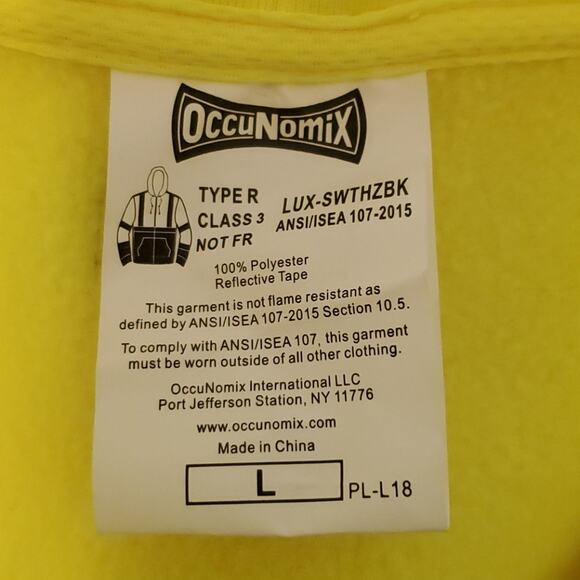 OCCUNOMIX
TYPE R
CLASS 3
NOT FR
LUX-SWTHZBK
ANSI/ISEA 107-2015
100% Polyester
Reflective Tape
This garment is not flame resistant as
defined by ANSI/ISEA 107-2015 Section 10.5.
To comply with ANSI/ISEA 107, this garment
must be worn outside of all other clothing.
OccuNomix International LLC
Port Jefferson Station, NY 11776
www.occunomix.com
Made in China
L
PL-L18